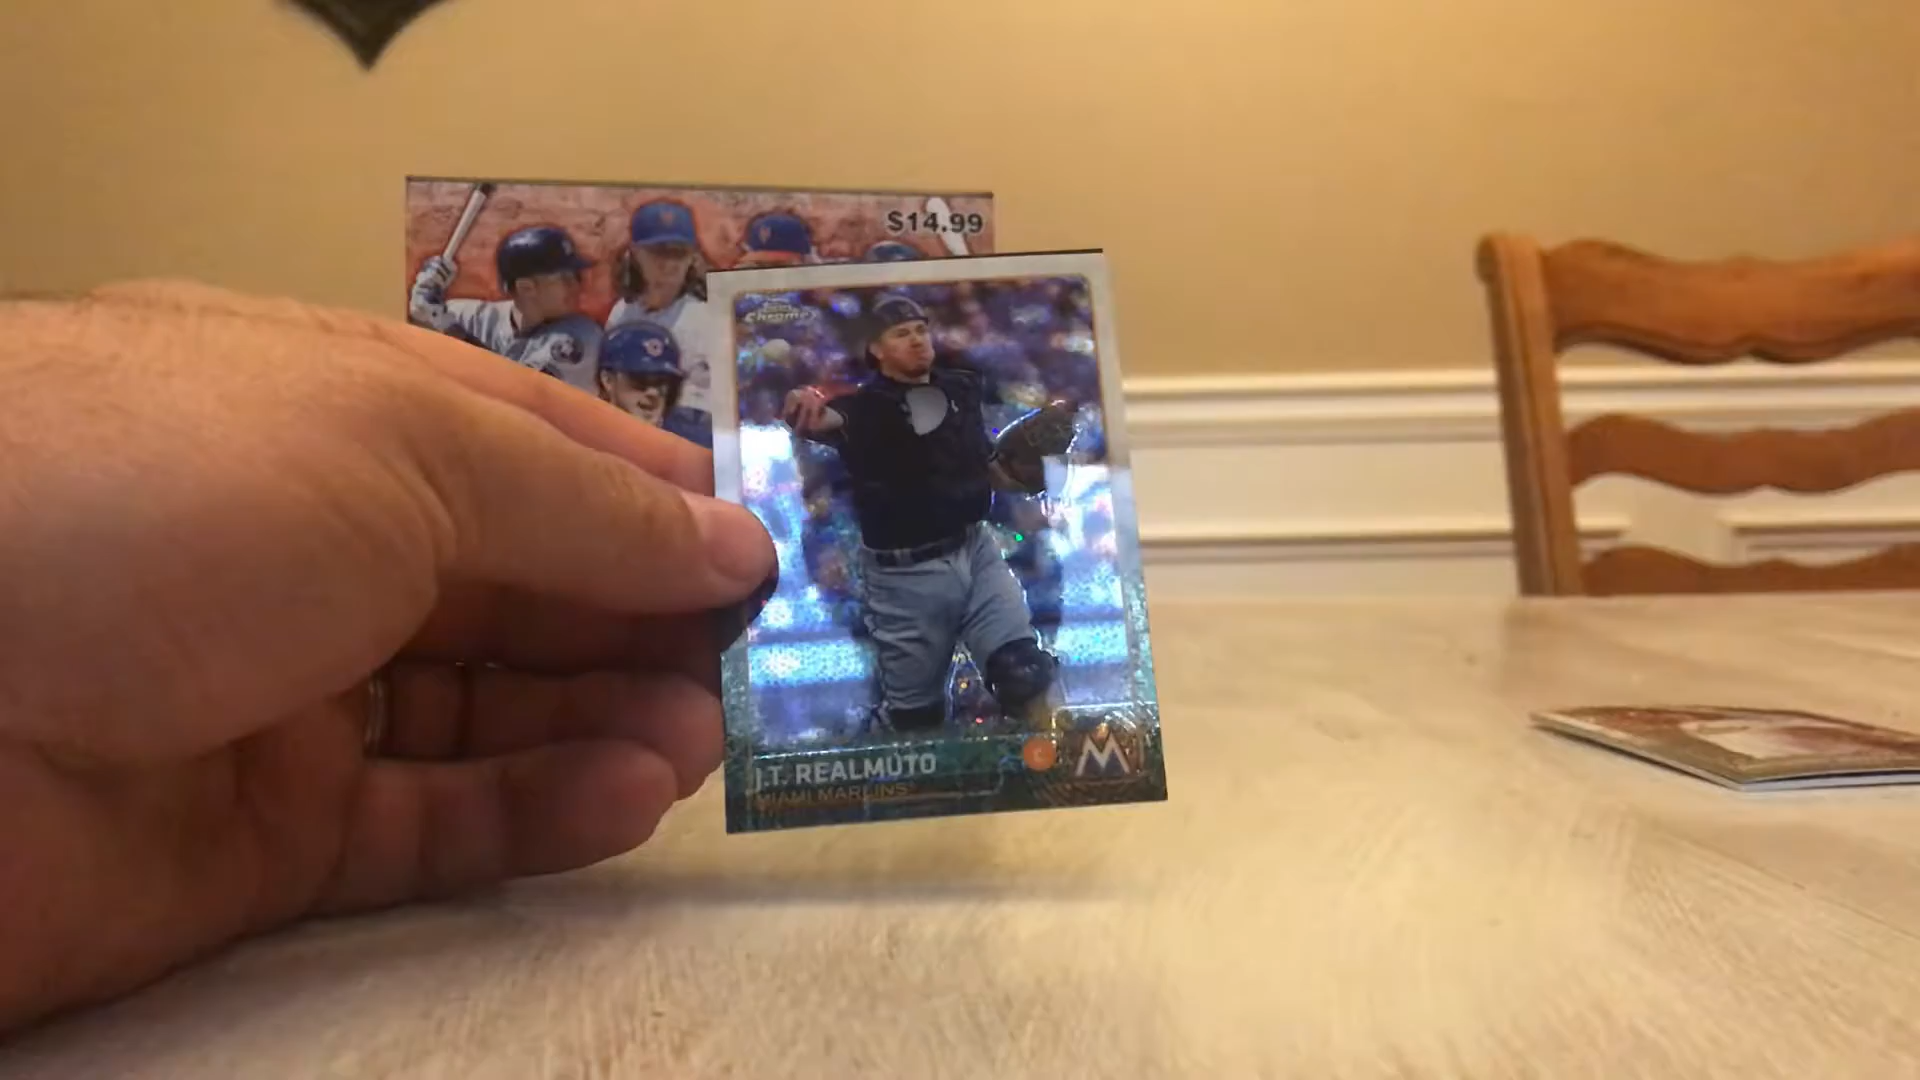 $14.99
Chrome
C
M
J.T. REALMUTO
MIAMI MARLINS